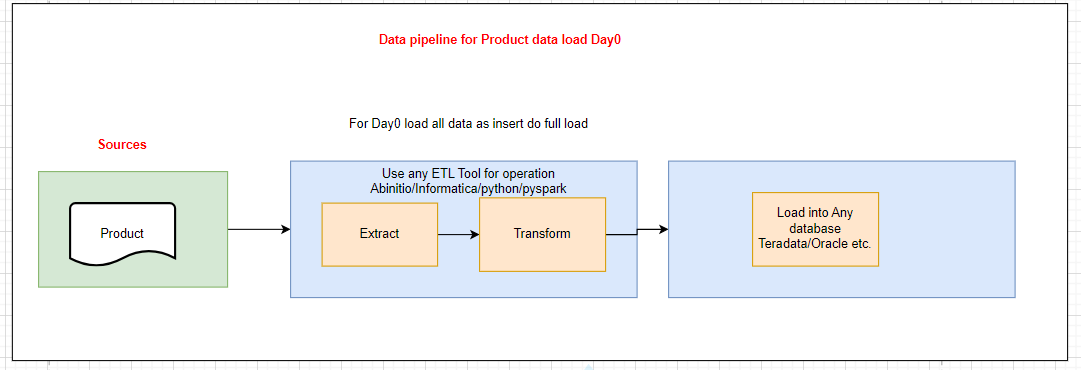 Data pipeline for Product data load Day0
For Day0 load all data as insert do full load
Sources
Product
Use any ETL Tool for operation
Abinitio/Informatica/python/pyspark
Extract
Transform
Load into Any
database
Teradata/Oracle etc.